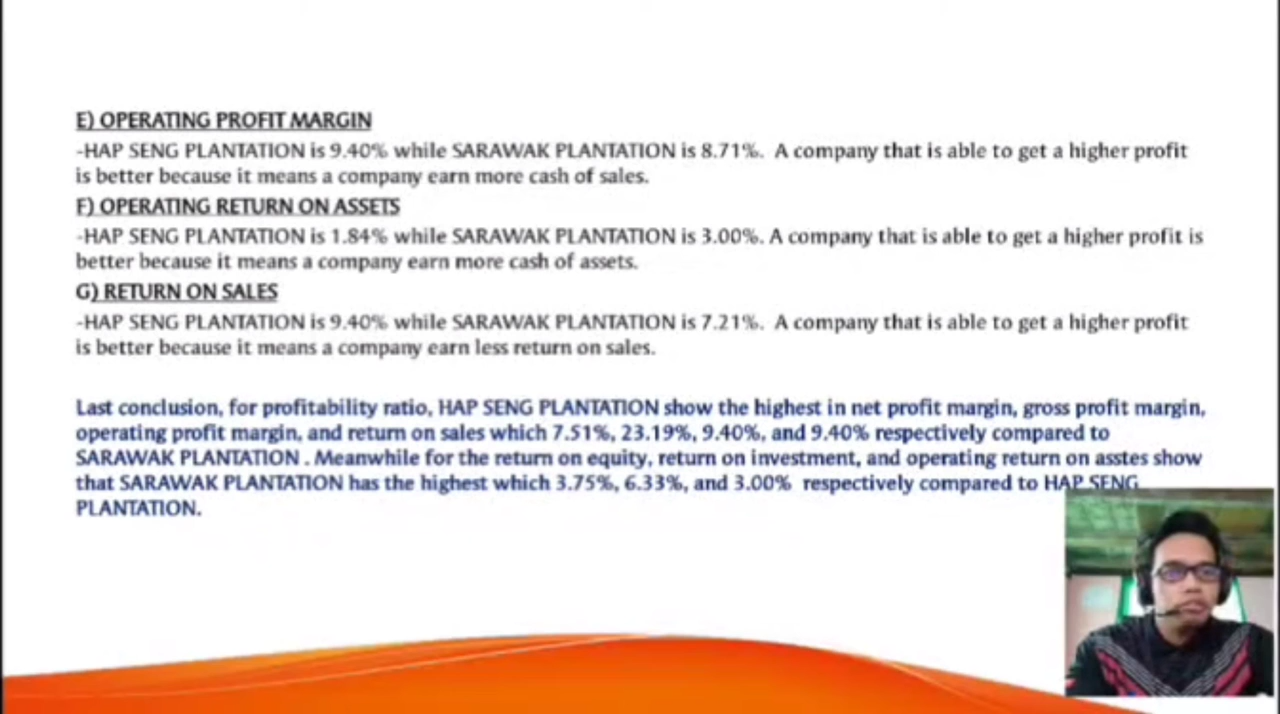 E) OPERATING PROFIT MARGIN
-HAP SENG PLANTATION is 9.40% while SARAWAK PLANTATION is 8.71%. A company that is able to get a higher profit
is better because it means a company earn more cash of sales.
F) OPERATING RETURN ON ASSETS
-HAP SENG PLANTATION is 1.84% while SARAWAK PLANTATION is 3.00%. A company that is able to get a higher profit is
better because it means a company earn more cash of assets.
G) RETURN ON SALES
-HAP SENG PLANTATION is 9.40% while SARAWAK PLANTATION is 7.21%. A company that is able to get a higher profit
is better because it means a company earn less return on sales.
Last conclusion, for profitability ratio, HAP SENG PLANTATION show the highest in net profit margin, gross profit margin,
operating profit margin, and return on sales which 7.51%, 23.19%, 9.40%, and 9.40% respectively compared to
SARAWAK PLANTATION . Meanwhile for the return on equity, return on investment, and operating return on asstes show
that SARAWAK PLANTATION has the highest which 3.75%, 6.33%, and 3.00% respectively compared to HAP SENG
PLANTATION.